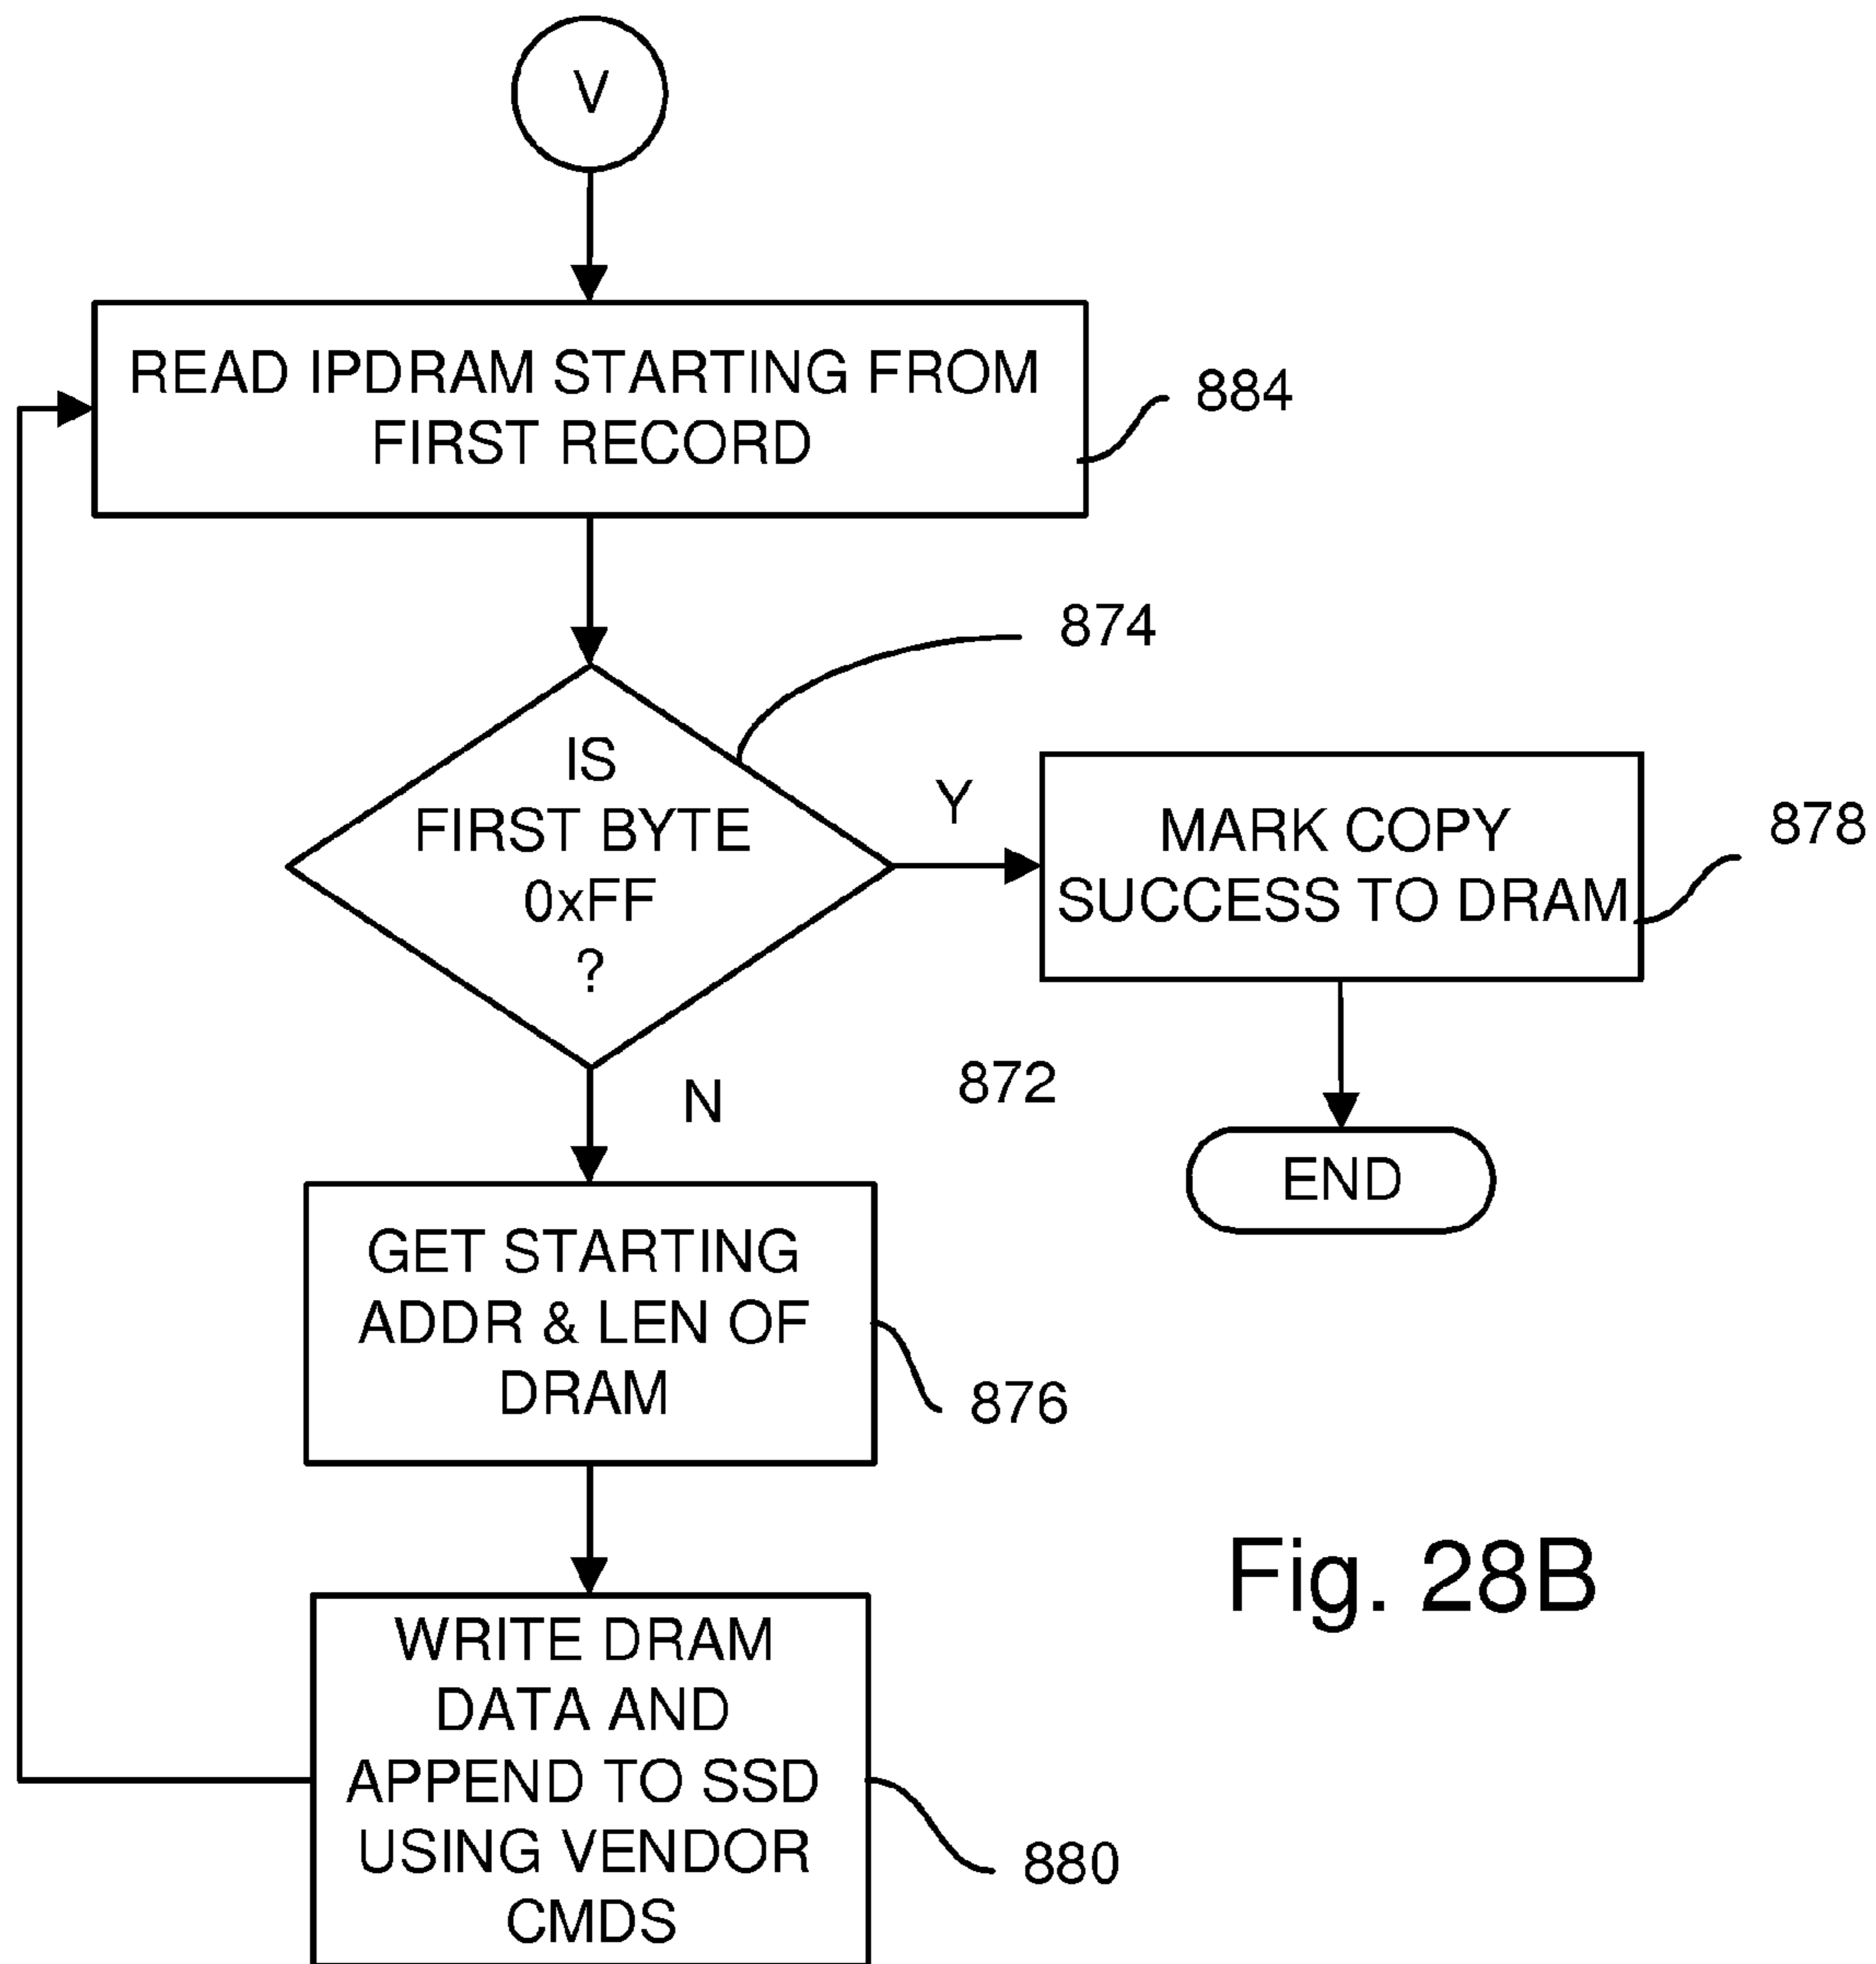 V
READ IPDRAM STARTING FROM
FIRST RECORD
884
874
IS
FIRST BYTE
0xFF
?
Y
MARK COPY
SUCCESS TO DRAM
878
N
872
END
GET STARTING
ADDR & LEN OF
DRAM
876
WRITE DRAM
DATA AND
APPEND TO SSD
USING VENDOR
CMDS
880
Fig. 28B